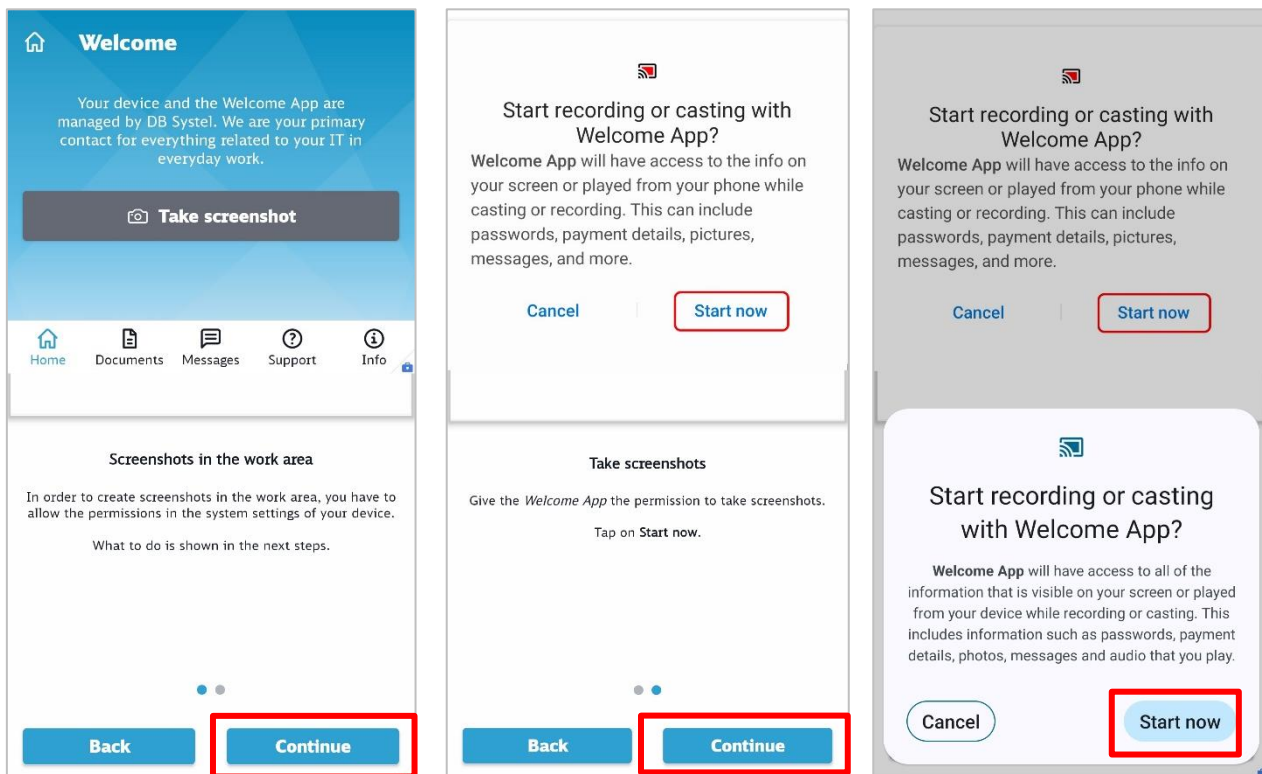 Welcome
Your device and the Welcome App are
managed by DB Systel. We are your primary
contact for everything related to your IT in
everyday work.
Take screenshot
Home Documents Messages Support Info
Screenshots in the work area
In order to create screenshots in the work area, you have to
allow the permissions in the system settings of your device.
What to do is shown in the next steps.
Back Continue
Start recording or casting with
Welcome App?
Welcome App will have access to the info on
your screen or played from your phone while
casting or recording. This can include
passwords, payment details, pictures,
messages, and more.
Cancel Start now
Take screenshots
Give the Welcome App the permission to take screenshots.
Tap on Start now.
Back Continue
Start recording or casting with
Welcome App?
Welcome App will have access to the info on
your screen or played from your phone while
casting or recording. This can include
passwords, payment details, pictures,
messages, and more.
Cancel Start now
Start recording or casting
with Welcome App?
Welcome App will have access to all of the
information that is visible on your screen or played
from your device while recording or casting. This
includes information such as passwords, payment
details, photos, messages and audio that you play.
Cancel Start now